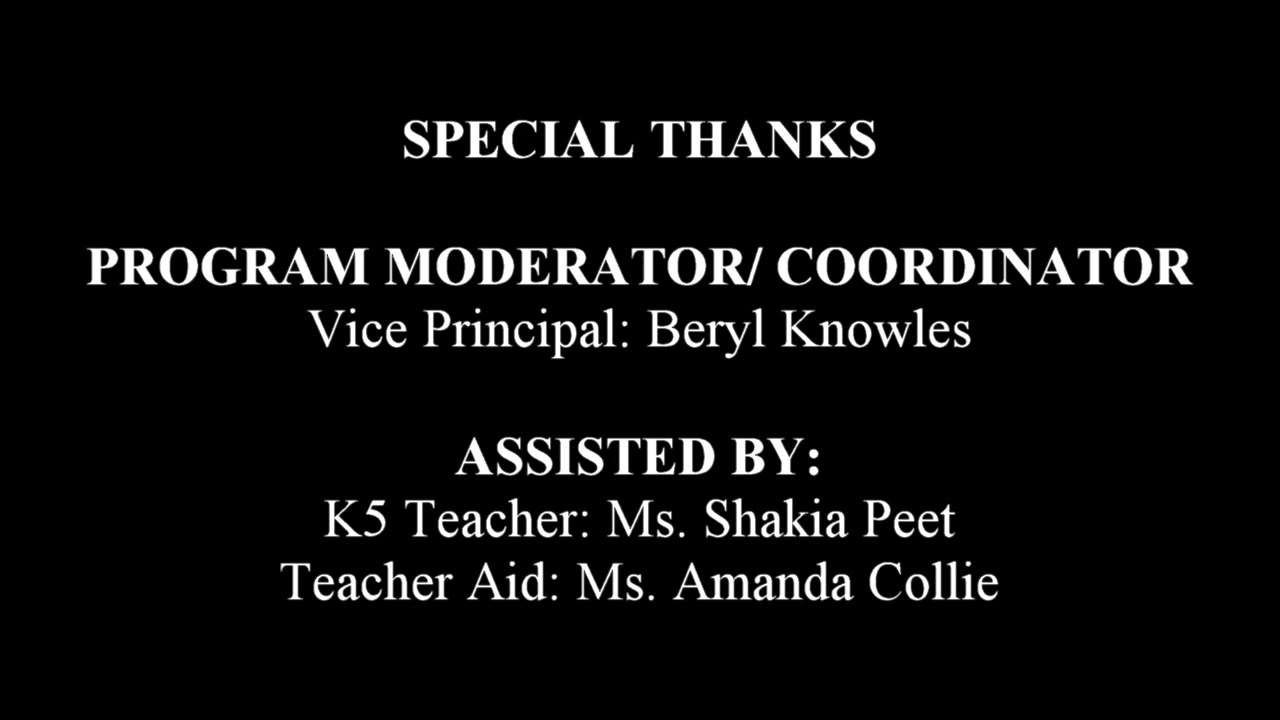 SPECIAL THANKS
PROGRAM MODERATOR/ COORDINATOR
Vice Principal: Beryl Knowles
ASSISTED BY:
K5 Teacher: Ms. Shakia Peet
Teacher Aid: Ms. Amanda Collie